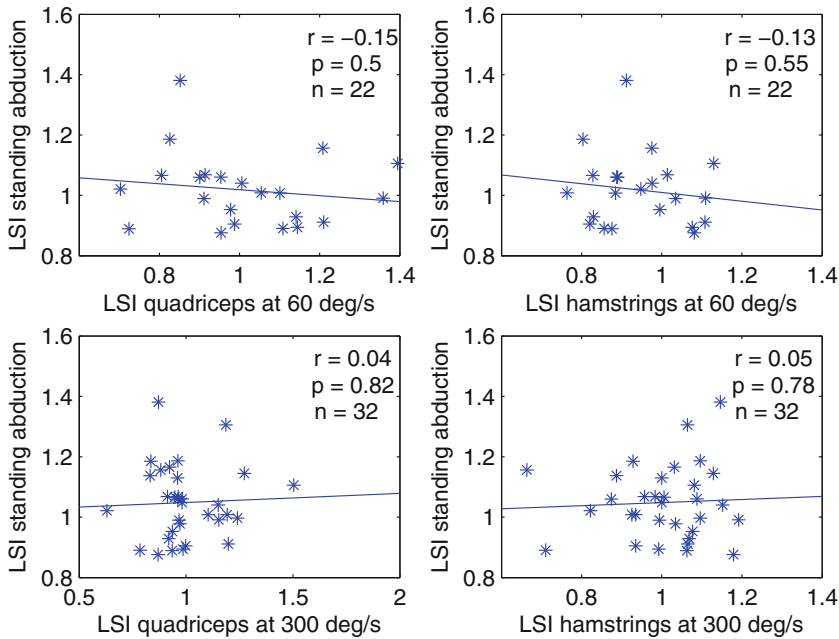 LSI standing abduction
1.6
1.4
1.2
1
0.8
0.8
1
1.2
1.4
LSI quadriceps at 60 deg/s
r = −0.15
p = 0.5
n = 22
LSI standing abduction
1.6
1.4
1.2
1
0.8
0.8
1
1.2
1.4
LSI hamstrings at 60 deg/s
r = −0.13
p = 0.55
n = 22
LSI standing abduction
1.6
1.4
1.2
1
0.8
0.5
1
1.5
2
LSI quadriceps at 300 deg/s
r = 0.04
p = 0.82
n = 32
LSI standing abduction
1.6
1.4
1.2
1
0.8
0.8
1
1.2
1.4
LSI hamstrings at 300 deg/s
r = 0.05
p = 0.78
n = 32